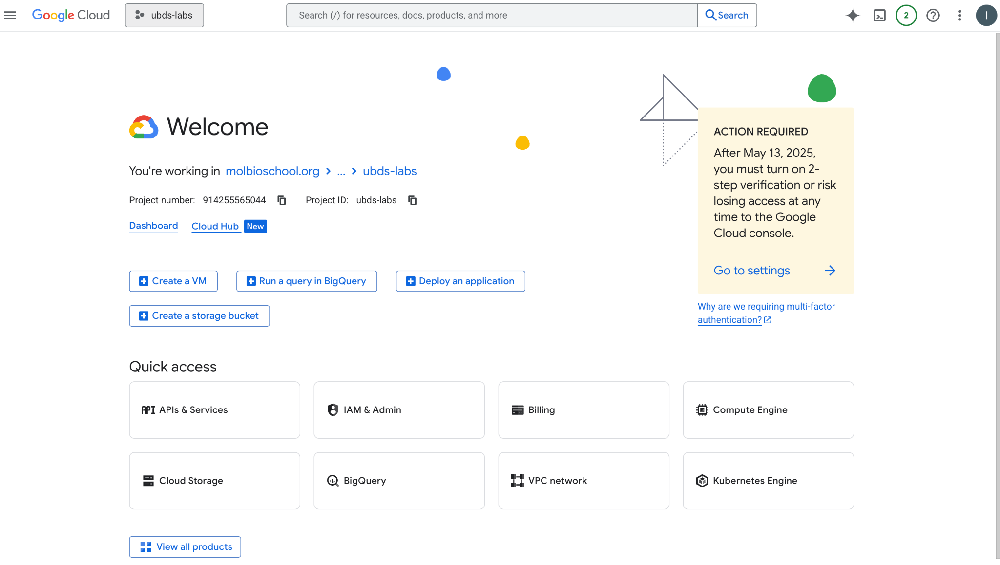 Google Cloud
ubds-labs
Search (/) for resources, docs, products, and more
Search
2
I
Welcome
You're working in molbioschool.org > ... > ubds-labs
Project number: 914255565044 Project ID: ubds-labs
Dashboard Cloud Hub New
Create a VM
Run a query in BigQuery
Deploy an application
Create a storage bucket
ACTION REQUIRED
After May 13, 2025,
you must turn on 2-
step verification or risk
losing access at any
time to the Google
Cloud console.
Go to settings
Why are we requiring multi-factor
authentication?
Quick access
API APIs & Services
IAM & Admin
Billing
Compute Engine
Cloud Storage
BigQuery
VPC network
Kubernetes Engine
View all products